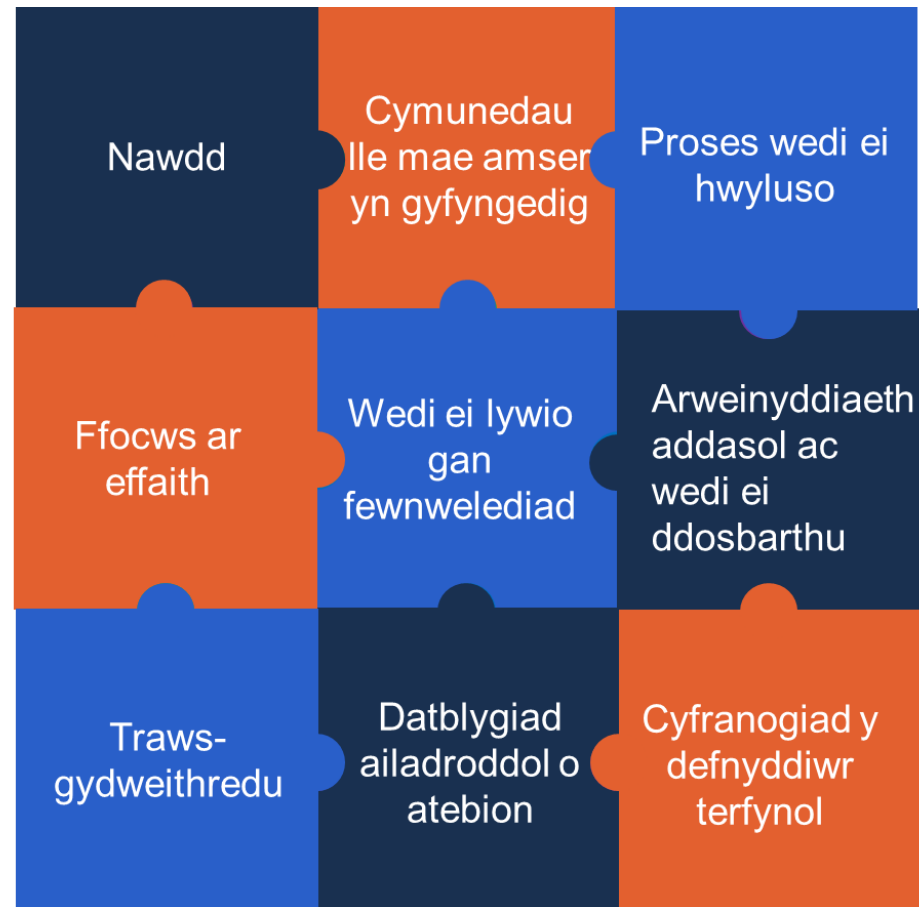 Nawdd
Cymunedau
lle mae amser
yn gyfyngedig
Proses wedi ei
hwyluso
Ffocws ar
effaith
Wedi ei lywio
gan
fewnwelediad
Arweinyddiaeth
addasol ac
wedi ei
ddosbarthu
Traws-
gydweithredu
Datblygiad
ailadroddol o
atebion
Cyfranogiad y
defnyddiwr
terfynol